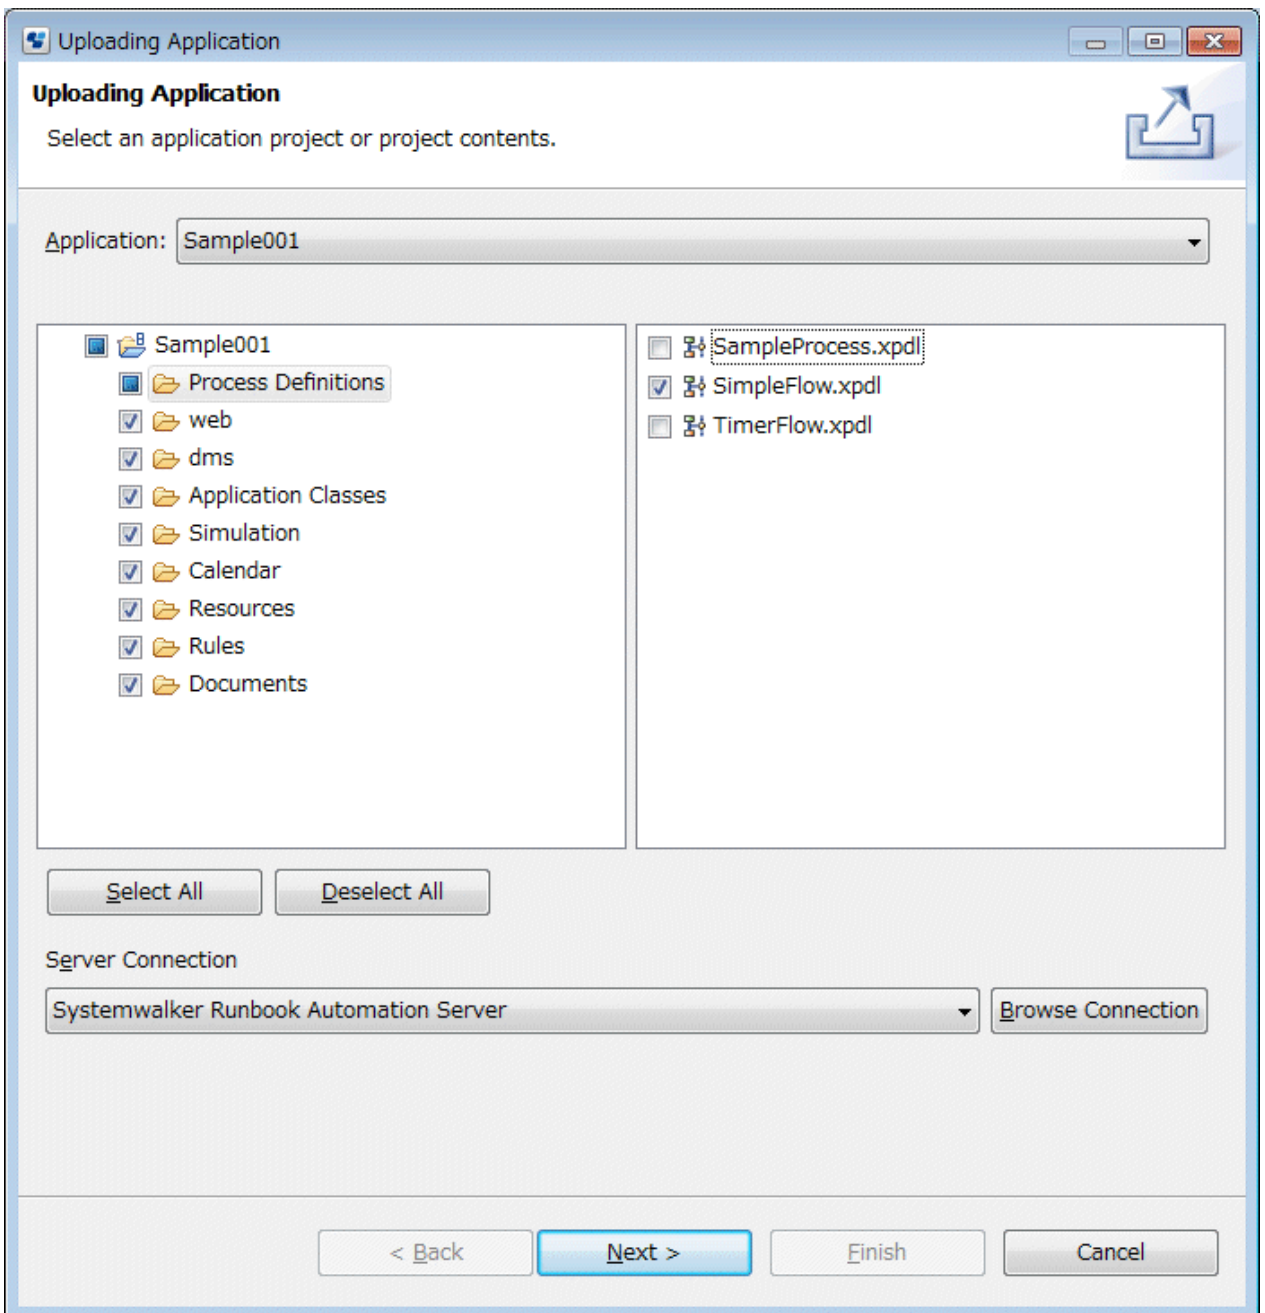 Uploading Application
Uploading Application
Select an application project or project contents.
Application: Sample001
Sample001
Process Definitions
web
dms
Application Classes
Simulation
Calendar
Resources
Rules
Documents
SampleProcess.xpdl
SimpleFlow.xpdl
TimerFlow.xpdl
Select All Deselect All
Server Connection
Systemwalker Runbook Automation Server Browse Connection
< Back Next > Finish Cancel